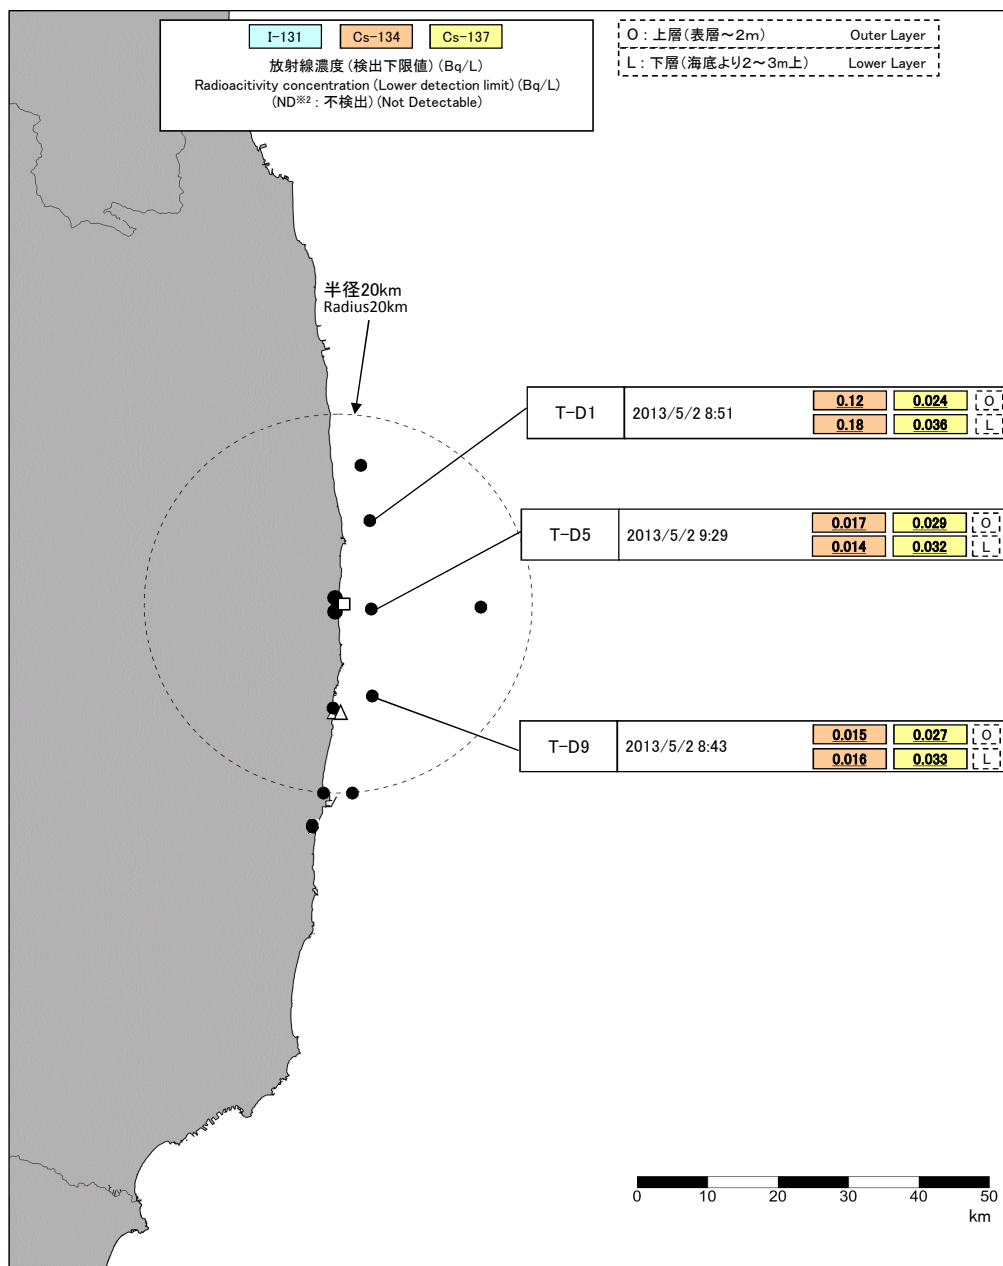 I-131 Cs-134 Cs-137
放射線濃度(検出下限値)(Bq/L)
Radioacitivity concentration (Lower detection limit) (Bq/L)
(ND※2 : 不検出)(Not Detectable)
O : 上層(表層～2m) Outer Layer
L : 下層(海底より2～3m上) Lower Layer
半径20km
Radius20km
T-D1 2013/5/2 8:51
0.12 0.024 O
0.18 0.036 L
T-D5 2013/5/2 9:29
0.017 0.029 O
0.014 0.032 L
T-D9 2013/5/2 8:43
0.015 0.027 O
0.016 0.033 L
0 10 20 30 40 50
km